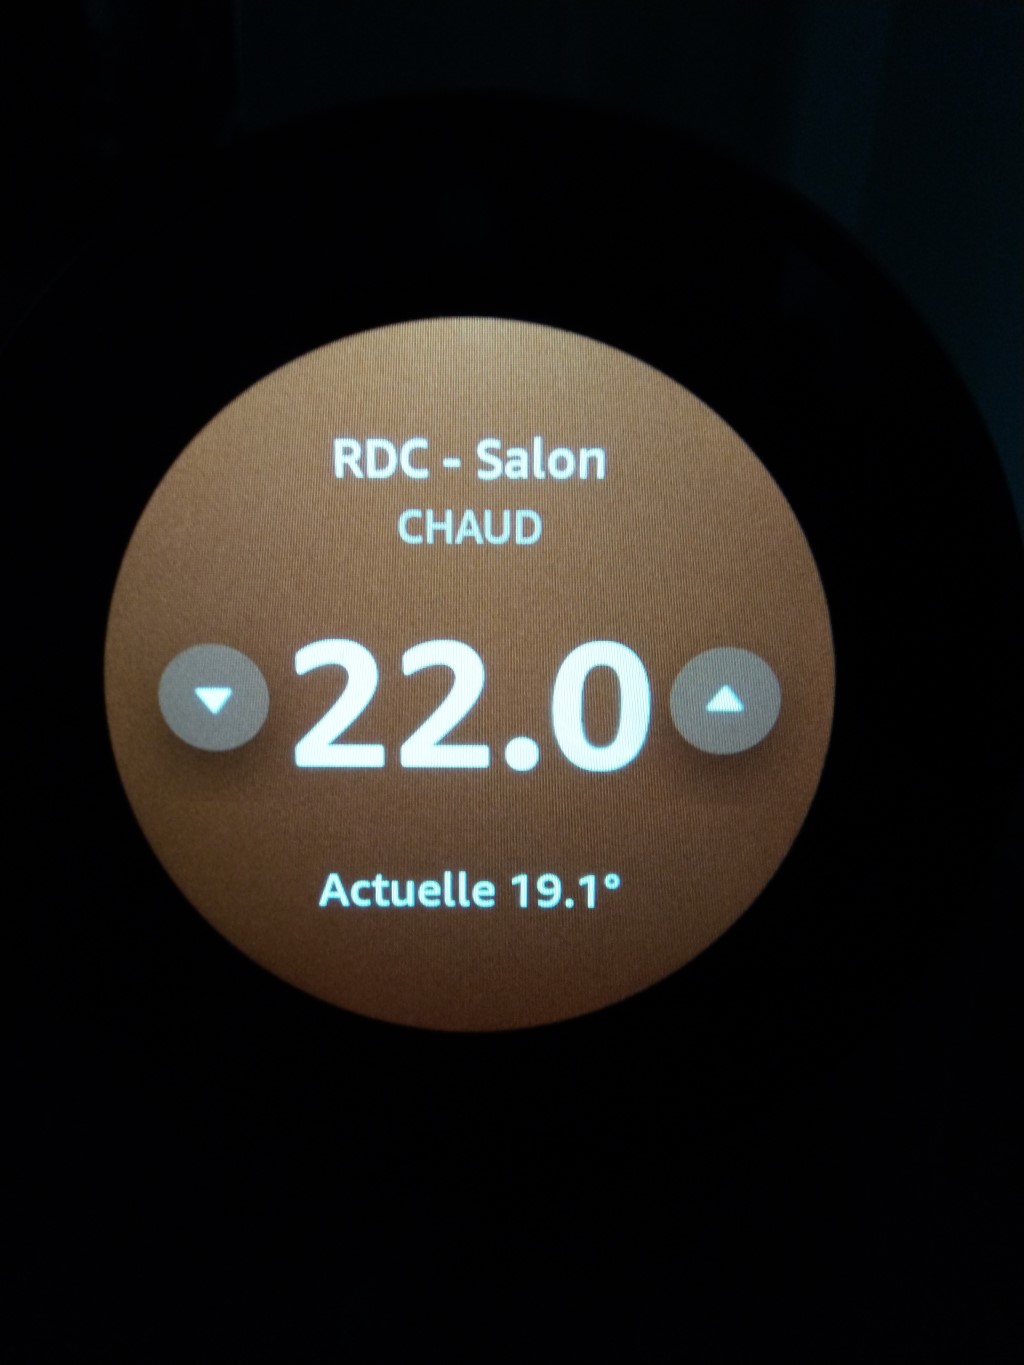 RDC - Salon
CHAUD
22.0
Actuelle 19.1°